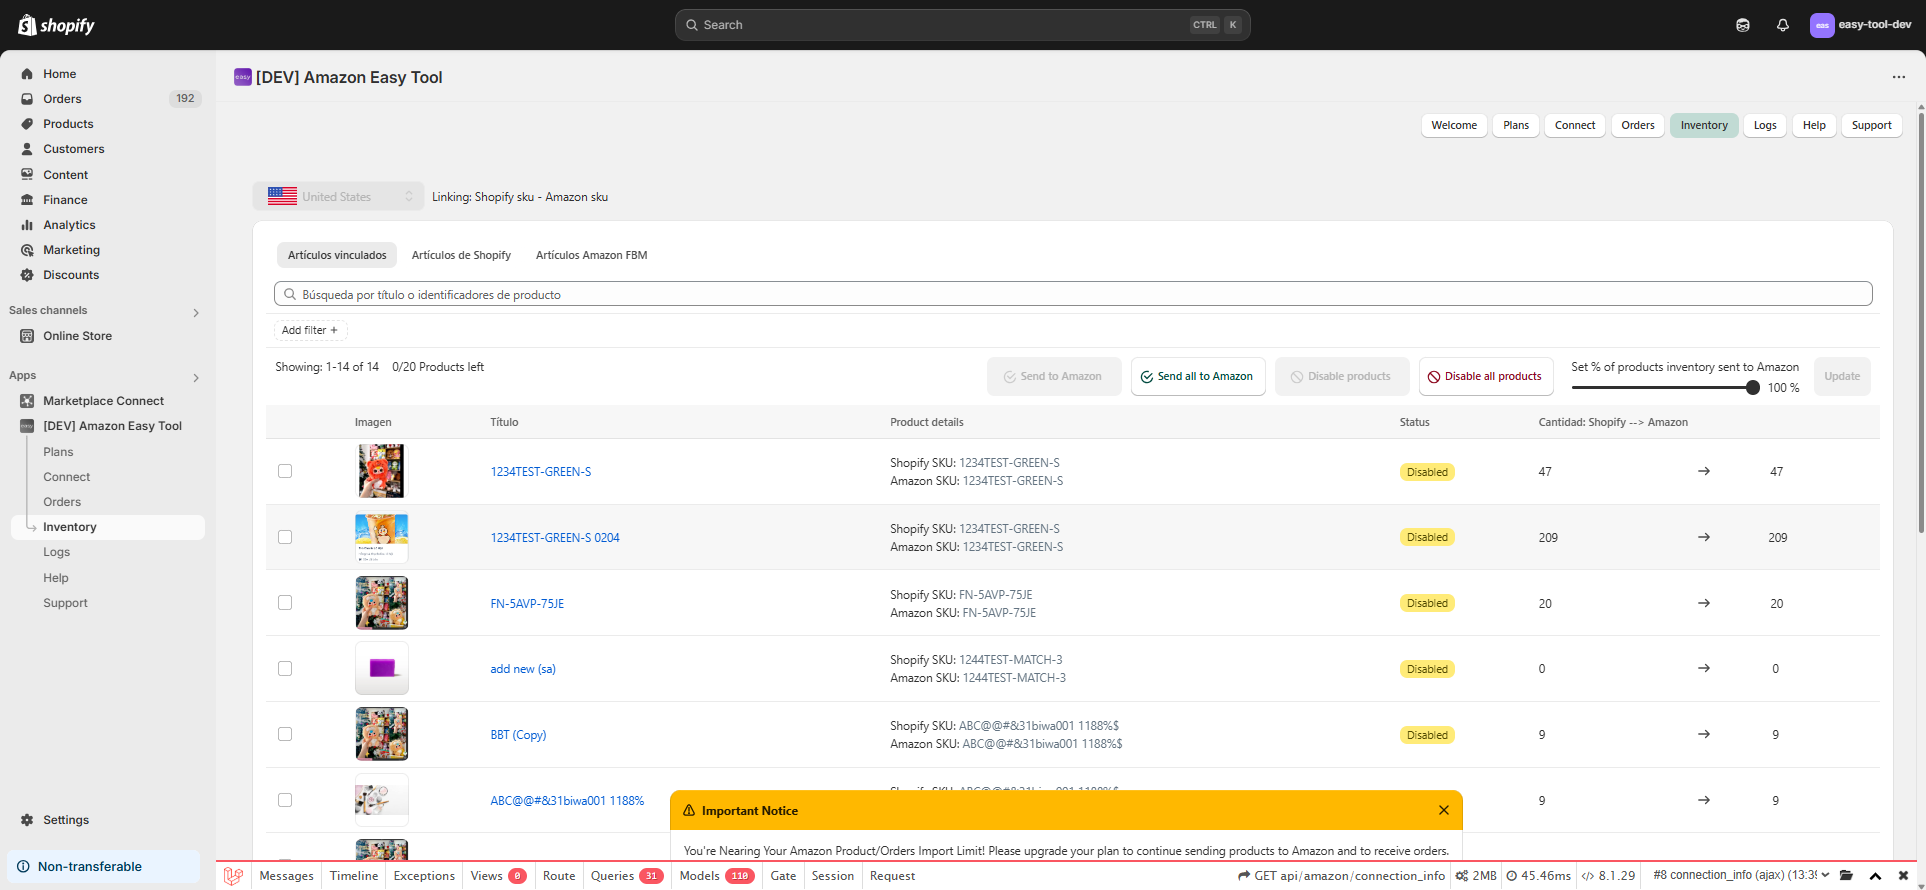 shopify
Search
CTRL K
easy-tool-dev
Home
Orders 192
Products
Customers
Content
Finance
Analytics
Marketing
Discounts
Sales channels
Online Store
Apps
Marketplace Connect
[DEV] Amazon Easy Tool
Plans
Connect
Orders
Inventory
Logs
Help
Support
Settings
Non-transferable
[DEV] Amazon Easy Tool
Welcome Plans Connect Orders Inventory Logs Help Support
United States Linking: Shopify sku - Amazon sku
Artículos vinculados Artículos de Shopify Artículos Amazon FBM
Búsqueda por título o identificadores de producto
Add filter +
Showing: 1-14 of 14 0/20 Products left
Send to Amazon Send all to Amazon Disable products Disable all products
Set % of products inventory sent to Amazon
100 %
Update
Imagen Título Product details Status Cantidad: Shopify --> Amazon
1234TEST-GREEN-S
Shopify SKU: 1234TEST-GREEN-S
Amazon SKU: 1234TEST-GREEN-S
Disabled 47 → 47
1234TEST-GREEN-S 0204
Shopify SKU: 1234TEST-GREEN-S
Amazon SKU: 1234TEST-GREEN-S
Disabled 209 → 209
FN-5AVP-75JE
Shopify SKU: FN-5AVP-75JE
Amazon SKU: FN-5AVP-75JE
Disabled 20 → 20
add new (sa)
Shopify SKU: 1244TEST-MATCH-3
Amazon SKU: 1244TEST-MATCH-3
Disabled 0 → 0
BBT (Copy)
Shopify SKU: ABC@@#&31biwa001 1188%$
Amazon SKU: ABC@@#&31biwa001 1188%$
Disabled 9 → 9
ABC@@#&31biwa001 1188%
9 → 9
Important Notice
You're Nearing Your Amazon Product/Orders Import Limit! Please upgrade your plan to continue sending products to Amazon and to receive orders.
Messages Timeline Exceptions Views 0 Route Queries 31 Models 110 Gate Session Request
GET api/amazon/connection_info 2MB 45.46ms 8.1.29 #8 connection_info (ajax) (13:39